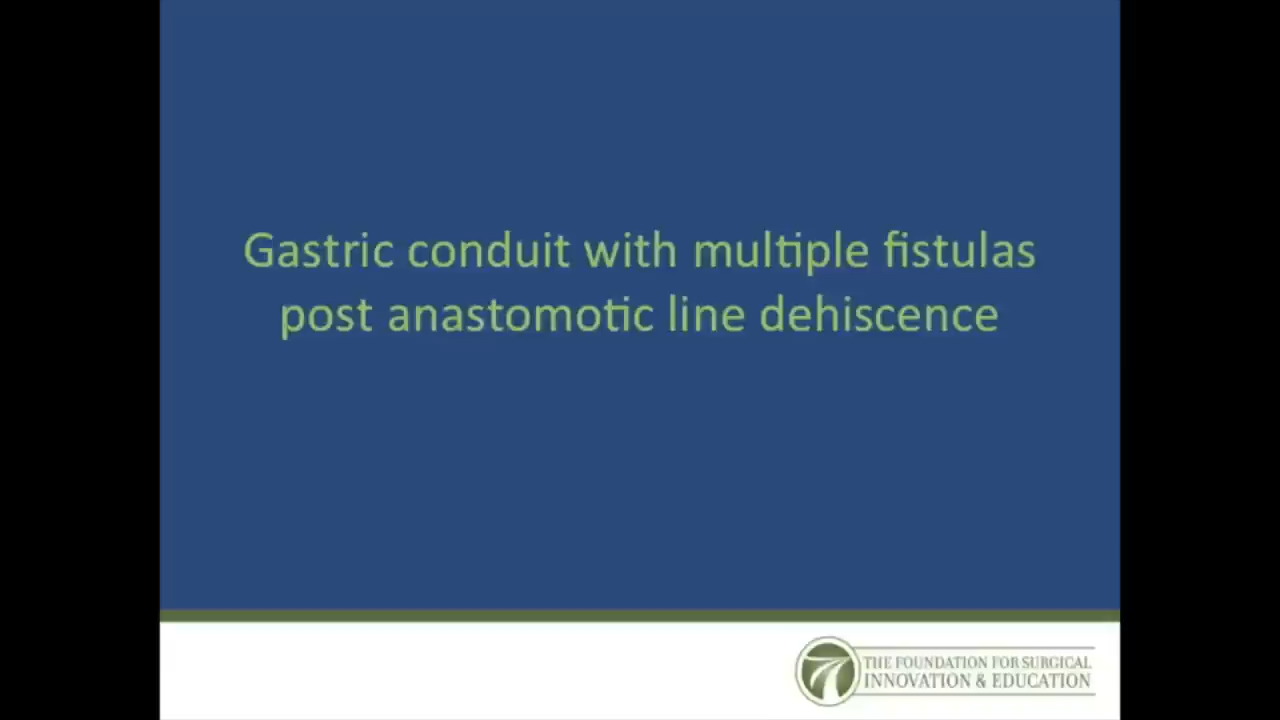 Gastric conduit with multiple fistulas
post anastomotic line dehiscence
THE FOUNDATION FOR SURGICAL
INNOVATION & EDUCATION